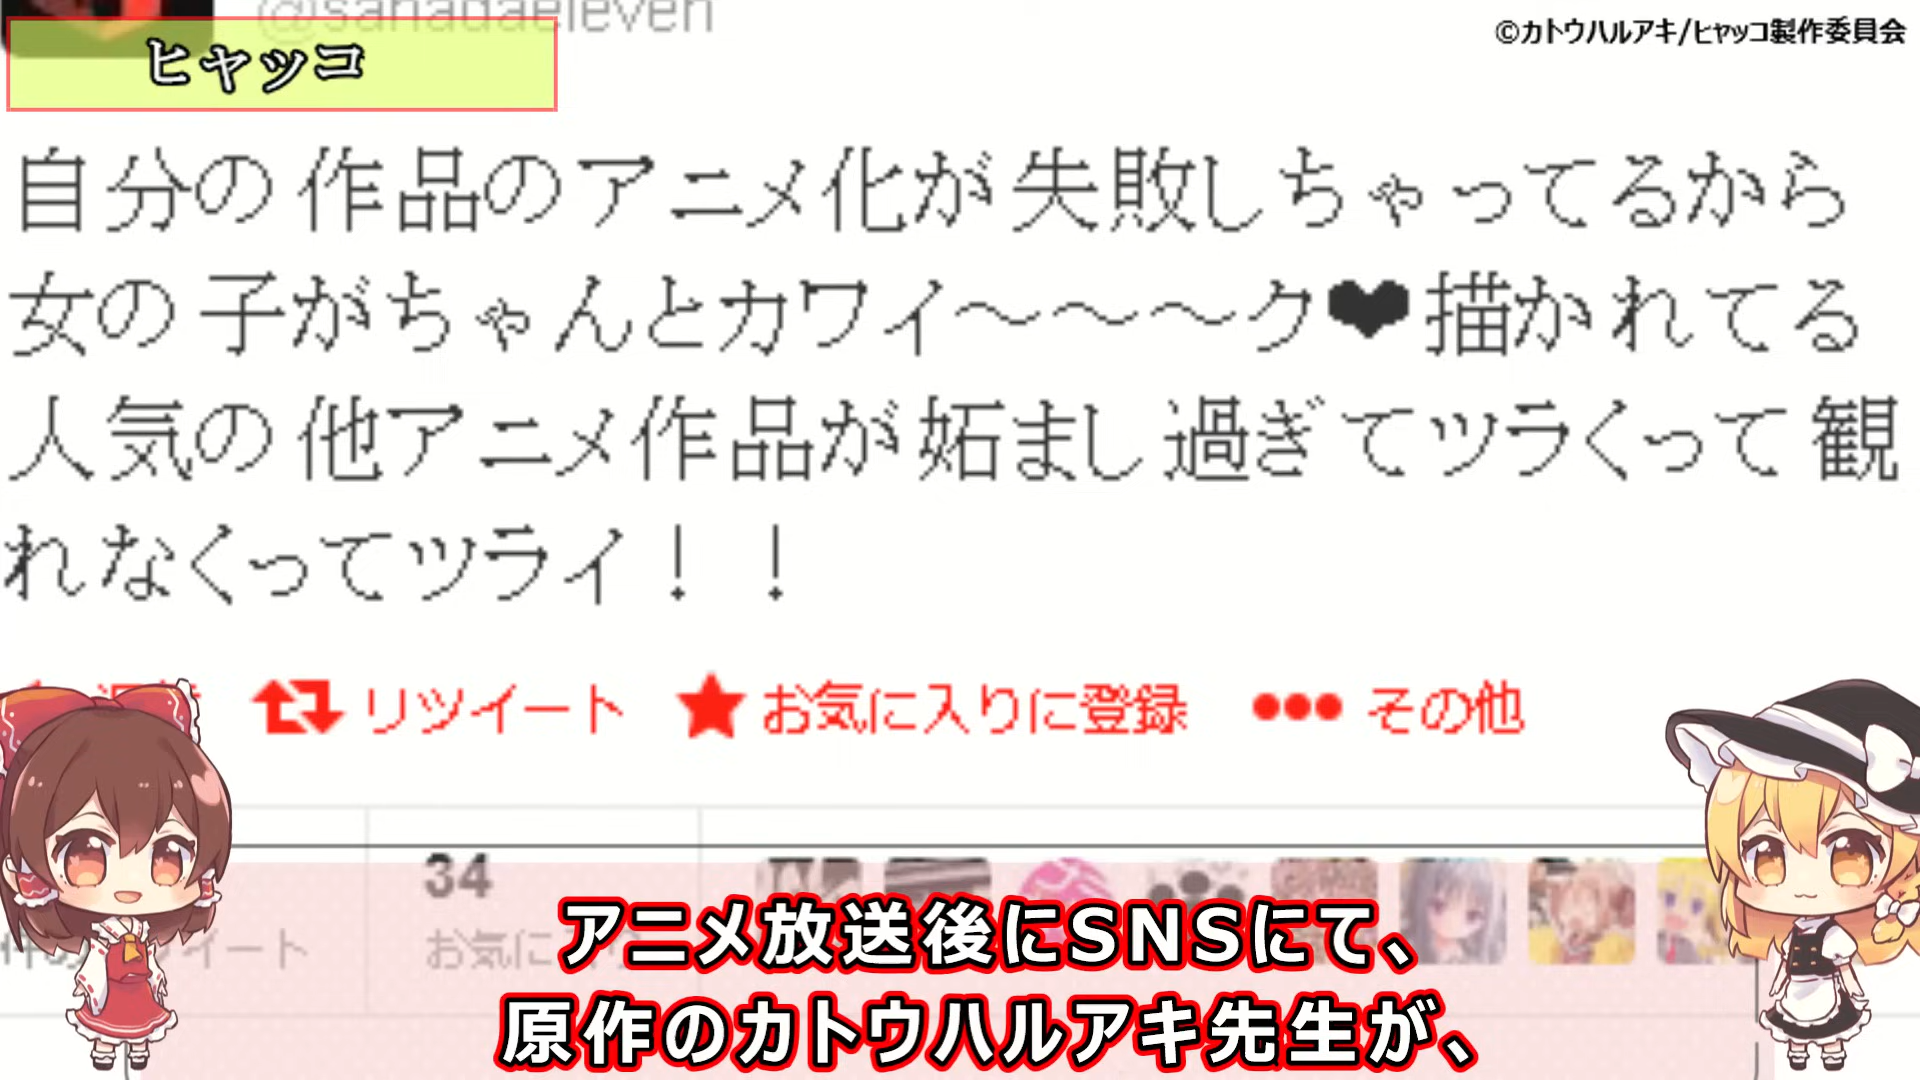 @sanadaeleven
©カトウハルアキ/ヒャッコ製作委員会
ヒャッコ
自分の作品のアニメ化が失敗しちゃってるから
女の子がちゃんとカワイ～～～ク❤描かれてる
人気の他アニメ作品が妬まし過ぎてツラくって観
れなくってツライ！！
リツイート お気に入りに登録 その他
34
アニメ放送後にSNSにて、
原作のカトウハルアキ先生が、